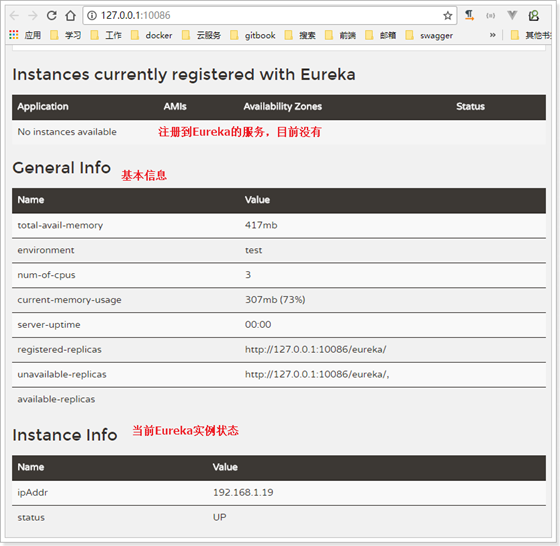 127.0.0.1:10086
应用 学习 工作 docker 云服务 gitbook 搜索 前端 邮箱 swagger » 其他书
Instances currently registered with Eureka
Application AMIs Availability Zones Status
No instances available 注册到Eureka的服务，目前没有
General Info 基本信息
Name Value
total-avail-memory 417mb
environment test
num-of-cpus 3
current-memory-usage 307mb (73%)
server-uptime 00:00
registered-replicas http://127.0.0.1:10086/eureka/
unavailable-replicas http://127.0.0.1:10086/eureka/,
available-replicas
Instance Info 当前Eureka实例状态
Name Value
ipAddr 192.168.1.19
status UP